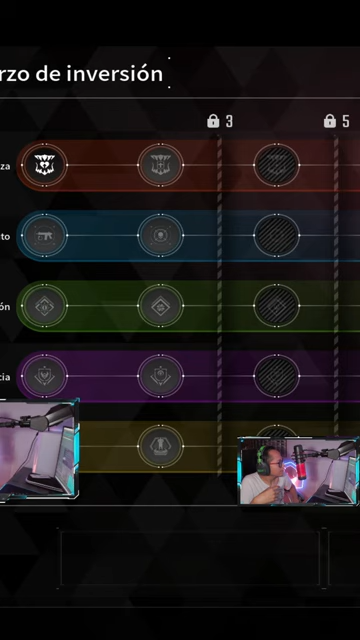 rzo de inversión
3
5
za
to
ón
cia